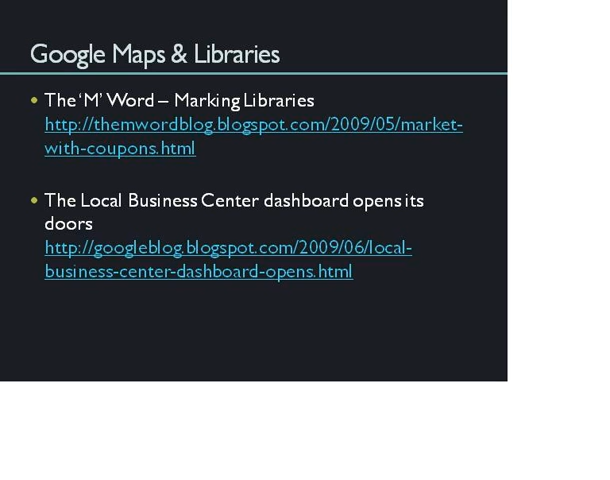 Google Maps & Libraries
• The ‘M’ Word – Marking Libraries
http://themwordblog.blogspot.com/2009/05/market-
with-coupons.html
• The Local Business Center dashboard opens its
doors
http://googleblog.blogspot.com/2009/06/local-
business-center-dashboard-opens.html